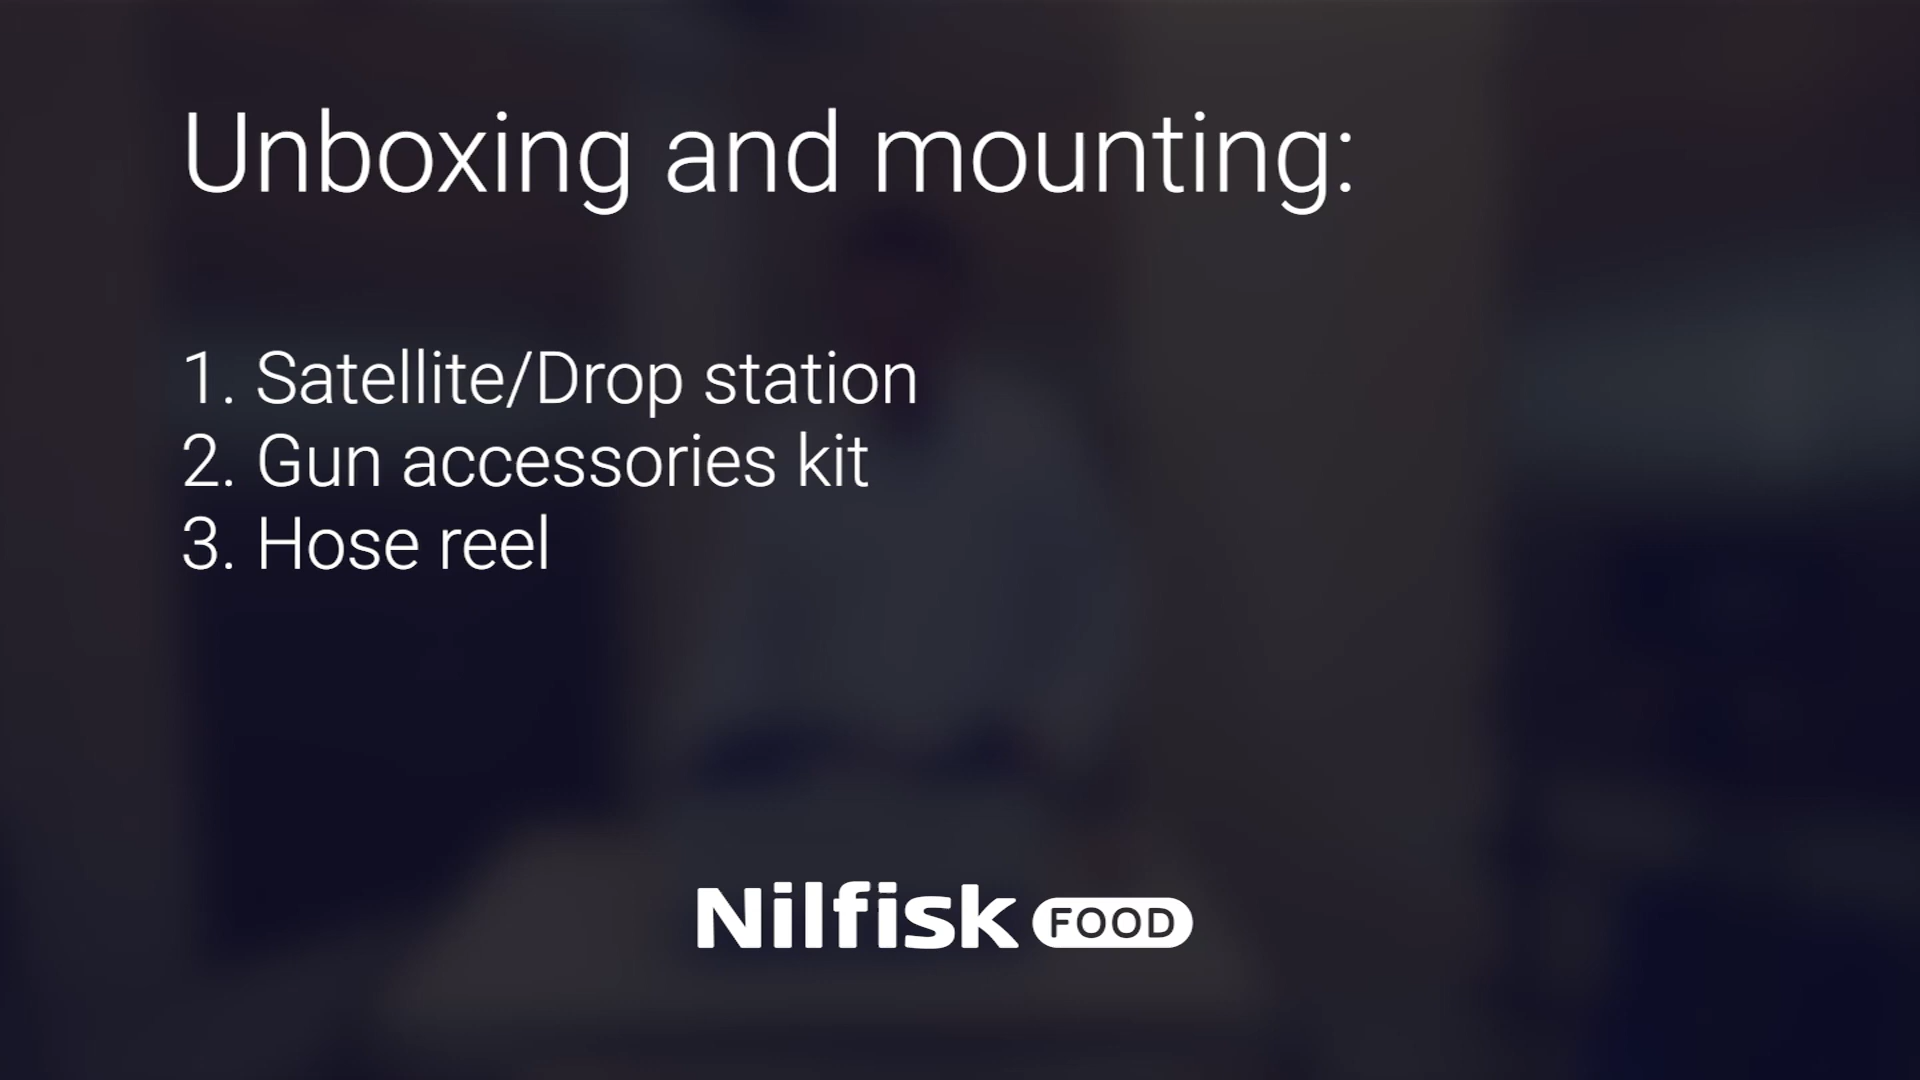 Unboxing and mounting:
1. Satellite/Drop station
2. Gun accessories kit
3. Hose reel
Nilfisk FOOD